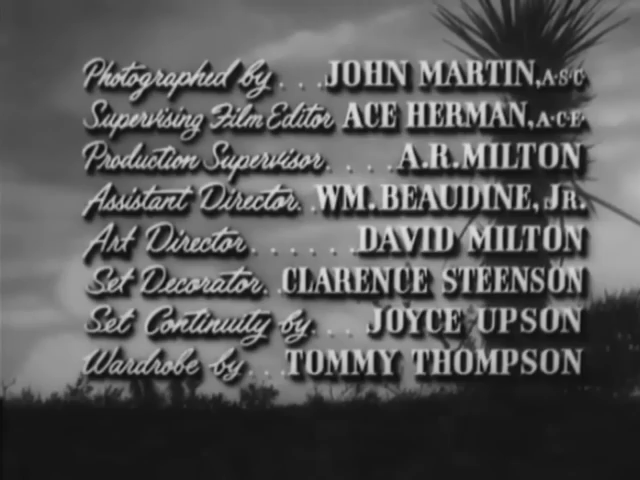 Photographed by . . . JOHN MARTIN, A·S·C
Supervising Film Editor ACE HERMAN, A·C·E·
Production Supervisor . . . . A.R. MILTON
Assistant Director . . WM. BEAUDINE, JR.
Art Director . . . . . . DAVID MILTON
Set Decorator . . CLARENCE STEENSON
Set Continuity by . . . JOYCE UPSON
Wardrobe by . . . TOMMY THOMPSON